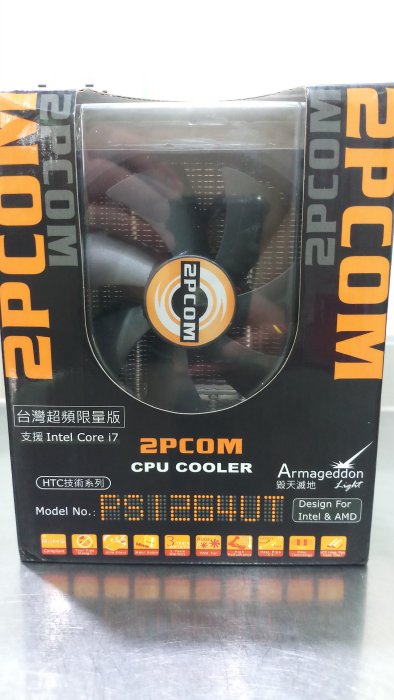 2PCOM
2PCOM
2PCOM
2PCOM
2PCOM
台灣超頻限量版
支援 Intel Core i7
2PCOM
CPU COOLER
Armageddon
毀天滅地 Light
HTC技術系列
Model No.: PS1264UT
Design For
Intel & AMD